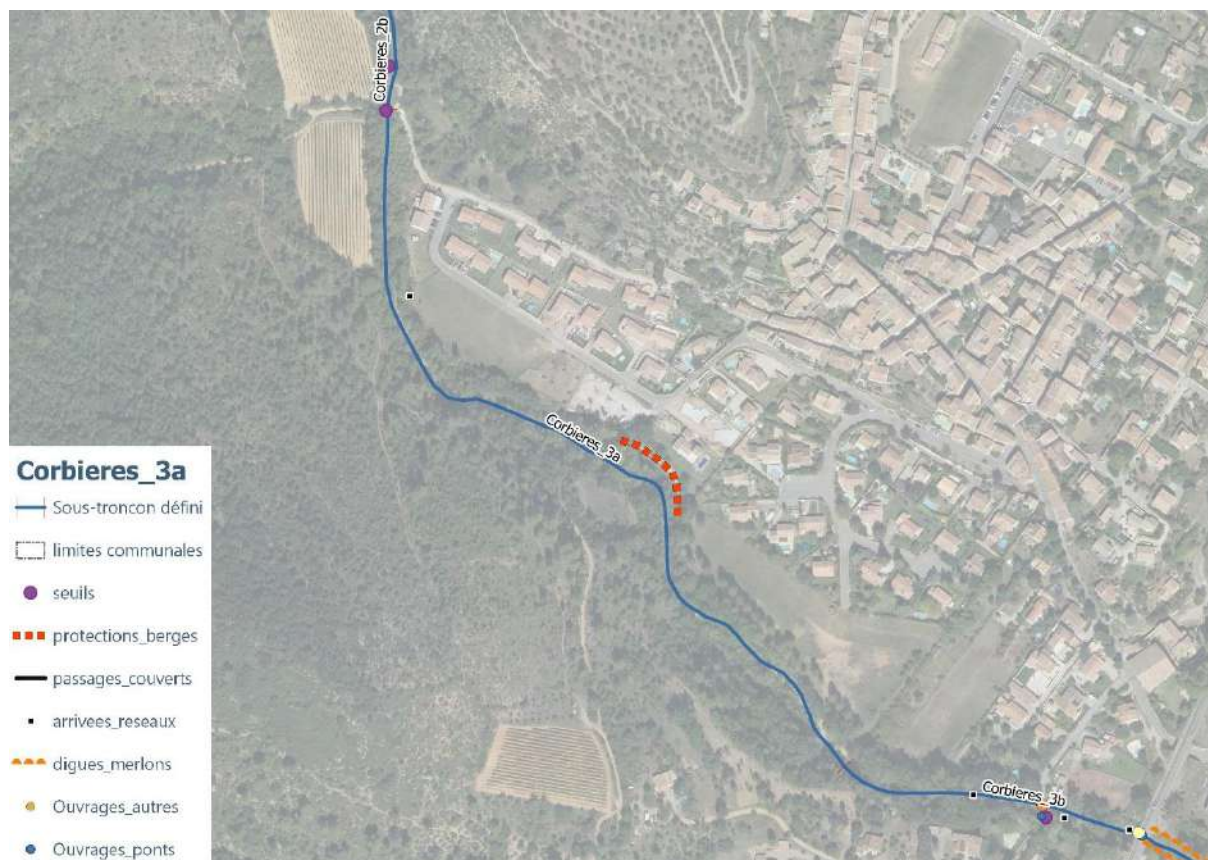 Corbieres_2b
Corbieres_3a
Corbieres_3b
Corbieres_3a
Sous-troncon défini
limites communales
seuils
protections_berges
passages_couverts
arrivees_reseaux
digues_merlons
Ouvrages_autres
Ouvrages_ponts